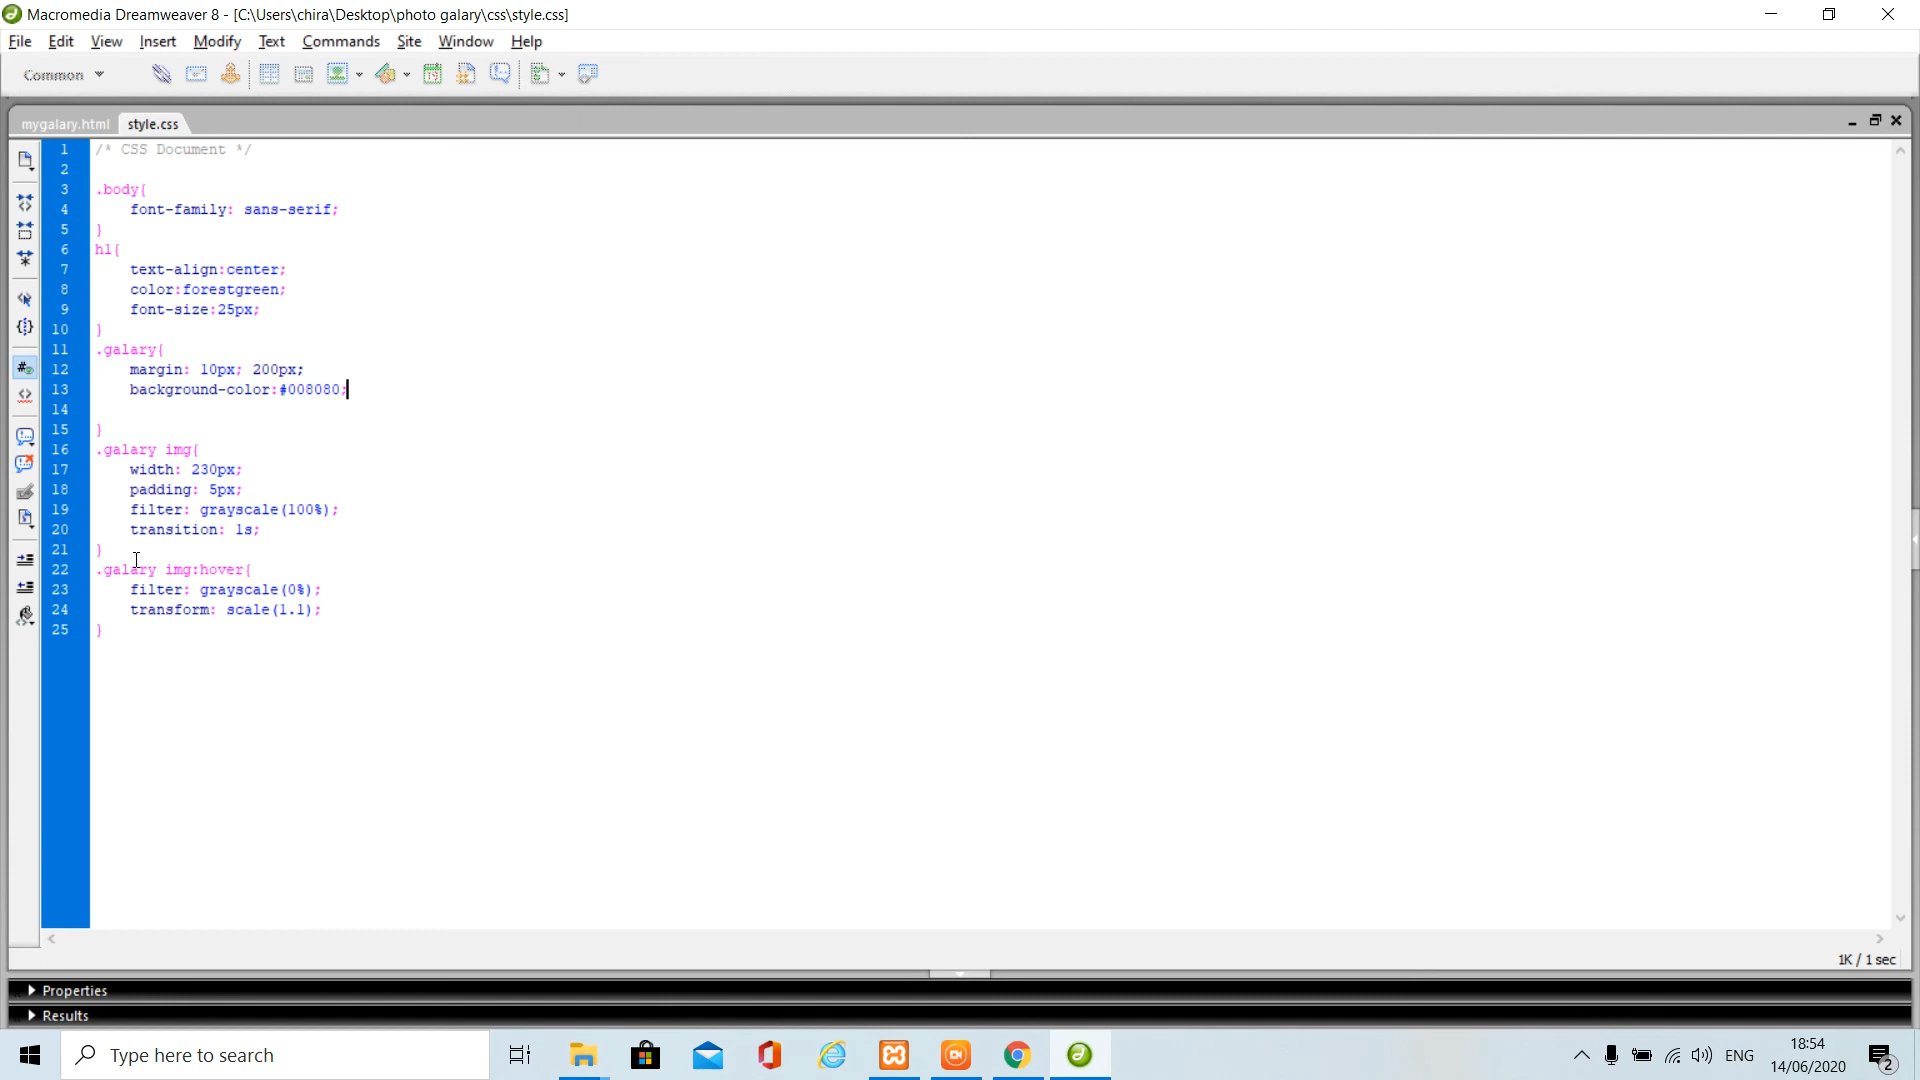 Macromedia Dreamweaver 8 - [C:\Users\chira\Desktop\photo galary\css\style.css]
File Edit View Insert Modify Text Commands Site Window Help
Common
mygalary.html style.css
1 /* CSS Document */
2
3 .body{
4 font-family: sans-serif;
5 }
6 h1{
7 text-align:center;
8 color:forestgreen;
9 font-size:25px;
10 }
11 .galary{
12 margin: 10px; 200px;
13 background-color:#008080;
14
15 }
16 .galary img{
17 width: 230px;
18 padding: 5px;
19 filter: grayscale(100%);
20 transition: 1s;
21 }
22 .galary img:hover{
23 filter: grayscale(0%);
24 transform: scale(1.1);
25 }
1K / 1 sec
Properties
Results
Type here to search
ENG
18:54
14/06/2020
2